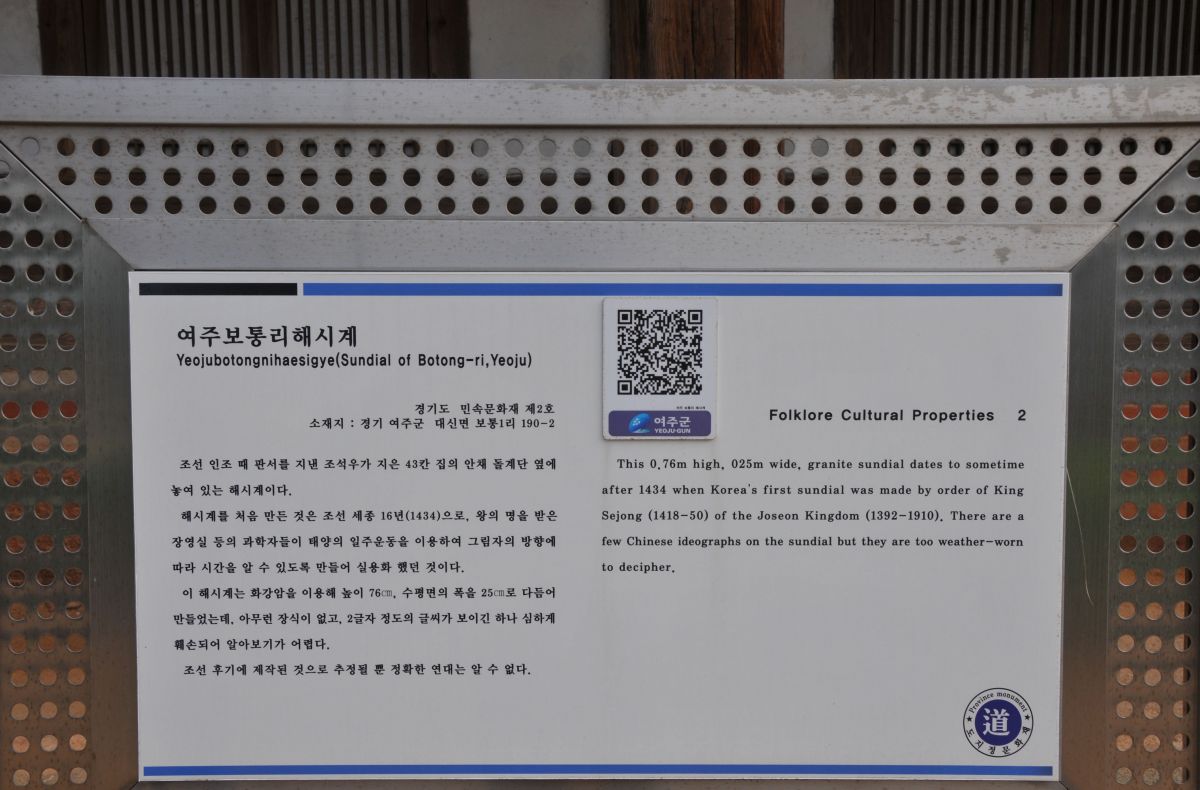 여주보통리해시계
Yeojubotongnihaesigye(Sundial of Botong-ri,Yeoju)
경기도 민속문화재 제2호
소재지 : 경기 여주군 대신면 보통1리 190-2
조선 인조 때 판서를 지낸 조석우가 지은 43칸 집의 안채 돌계단 옆에
놓여 있는 해시계이다.
해시계를 처음 만든 것은 조선 세종 16년(1434)으로, 왕의 명을 받은
장영실 등의 과학자들이 태양의 일주운동을 이용하여 그림자의 방향에
따라 시간을 알 수 있도록 만들어 실용화 했던 것이다.
이 해시계는 화강암을 이용해 높이 76㎝, 수평면의 폭을 25㎝로 다듬어
만들었는데, 아무런 장식이 없고, 2글자 정도의 글씨가 보이긴 하나 심하게
훼손되어 알아보기가 어렵다.
조선 후기에 제작된 것으로 추정될 뿐 정확한 연대는 알 수 없다.
여주군
YEOJU-GUN
Folklore Cultural Properties 2
This 0.76m high, 025m wide, granite sundial dates to sometime
after 1434 when Korea's first sundial was made by order of King
Sejong (1418-50) of the Joseon Kingdom (1392-1910). There are a
few Chinese ideographs on the sundial but they are too weather-worn
to decipher.
Province monument
道
도지정문화재